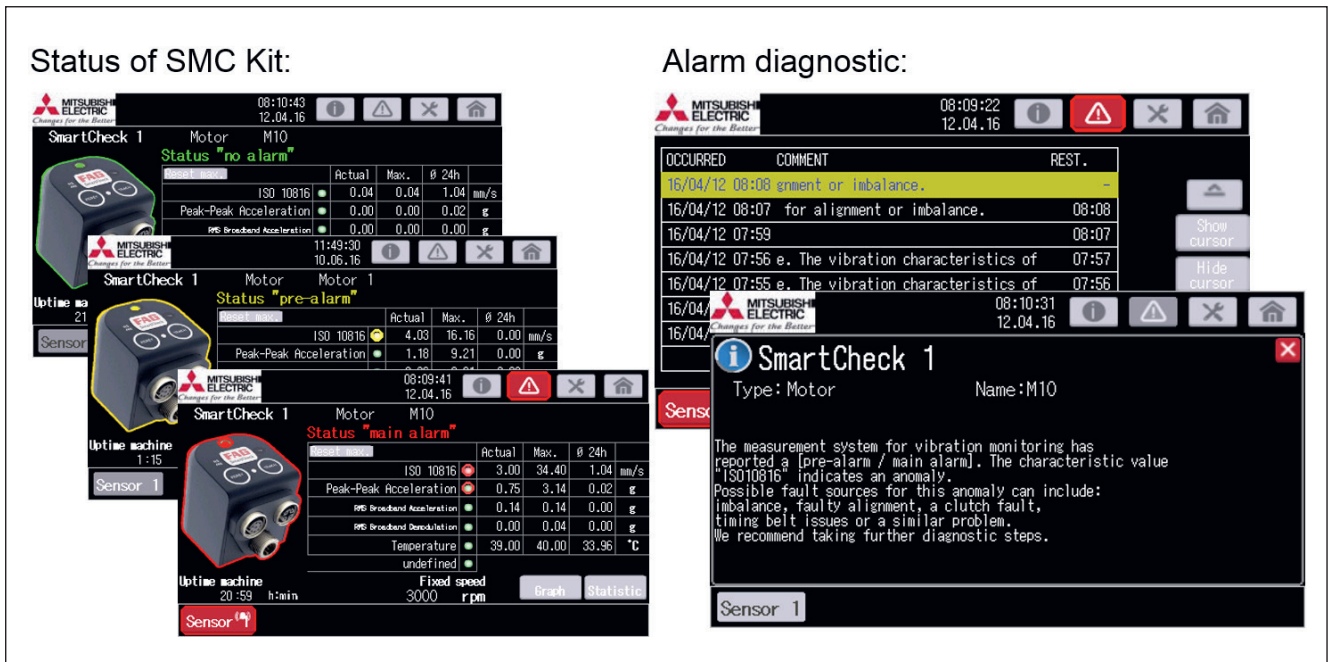 Status of SMC Kit:
MITSUBISHI
ELECTRIC
Changes for the Better
08:10:43
12.04.16
SmartCheck 1 Motor M10
Status "no alarm"
Reset max. Actual Max. Ø 24h
ISO 10816 0.04 0.04 1.04 mm/s
Peak-Peak Acceleration 0.00 0.00 0.02 g
RMS Broadband Acceleration 0.00 0.00 0.00 g
Uptime ma
21
Sensor
MITSUBISHI
ELECTRIC
Changes for the Better
11:49:30
10.06.16
SmartCheck 1 Motor Motor 1
Status "pre-alarm"
Reset max. Actual Max. Ø 24h
ISO 10816 4.03 16.16 0.00 mm/s
Peak-Peak Acceleration 1.18 9.21 0.00 g
FAG
Uptime machine
1:15
Sensor 1
MITSUBISHI
ELECTRIC
Changes for the Better
08:09:41
12.04.16
SmartCheck 1 Motor M10
Status "main alarm"
Reset max. Actual Max. Ø 24h
ISO 10816 3.00 34.40 1.04 mm/s
Peak-Peak Acceleration 0.75 3.14 0.02 g
RMS Broadband Acceleration 0.14 0.14 0.00 g
RMS Broadband Demodulation 0.00 0.04 0.00 g
Temperature 39.00 40.00 33.96 °C
undefined
FAG
Uptime machine
20:59 h:min
Fixed speed
3000 rpm
Graph Statistic
Sensor
Alarm diagnostic:
MITSUBISHI
ELECTRIC
Changes for the Better
08:09:22
12.04.16
OCCURRED COMMENT REST.
16/04/12 08:08 gnment or imbalance. -
16/04/12 08:07 for alignment or imbalance. 08:08
16/04/12 07:59 08:07
16/04/12 07:56 e. The vibration characteristics of 07:57
16/04/12 07:55 e. The vibration characteristics of 07:56
16/04/
16/04/
Show
cursor
Hide
cursor
Senso
MITSUBISHI
ELECTRIC
Changes for the Better
08:10:31
12.04.16
SmartCheck 1
Type:Motor Name:M10
The measurement system for vibration monitoring has
reported a [pre-alarm / main alarm]. The characteristic value
"ISO10816" indicates an anomaly.
Possible fault sources for this anomaly can include:
imbalance, faulty alignment, a clutch fault,
timing belt issues or a similar problem.
We recommend taking further diagnostic steps.
Sensor 1